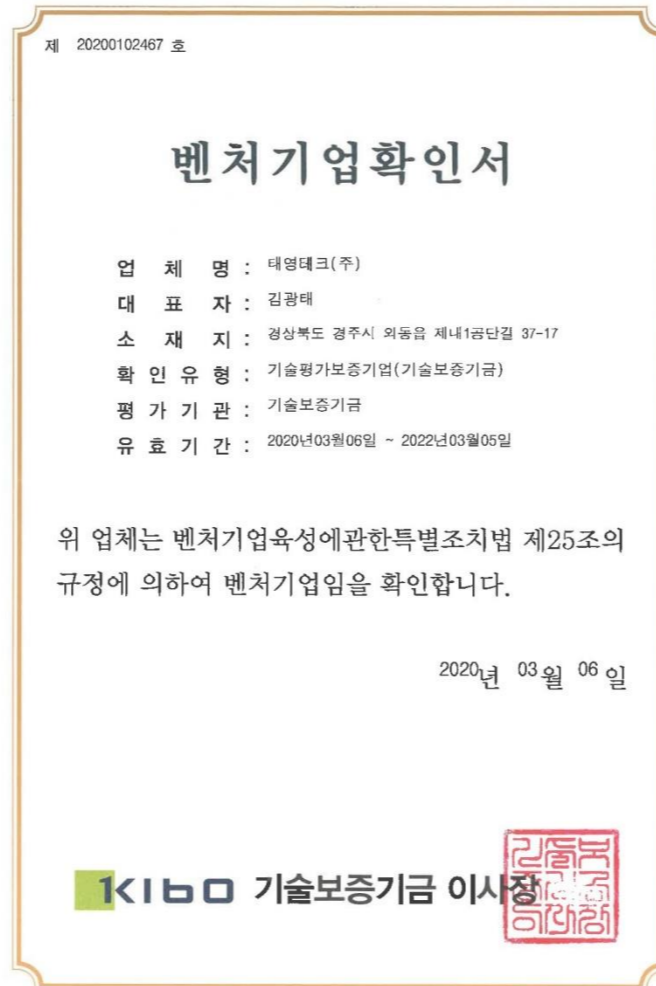 제 20200102467 호
벤처기업확인서
업 체 명 : 태영테크(주)
대 표 자 : 김광태
소 재 지 : 경상북도 경주시 외동읍 제내1공단길 37-17
확 인 유 형 : 기술평가보증기업(기술보증기금)
평 가 기 관 : 기술보증기금
유 효 기 간 : 2020년03월06일 ~ 2022년03월05일
위 업체는 벤처기업육성에관한특별조치법 제25조의
규정에 의하여 벤처기업임을 확인합니다.
2020년 03월 06일
KIBO 기술보증기금 이사장